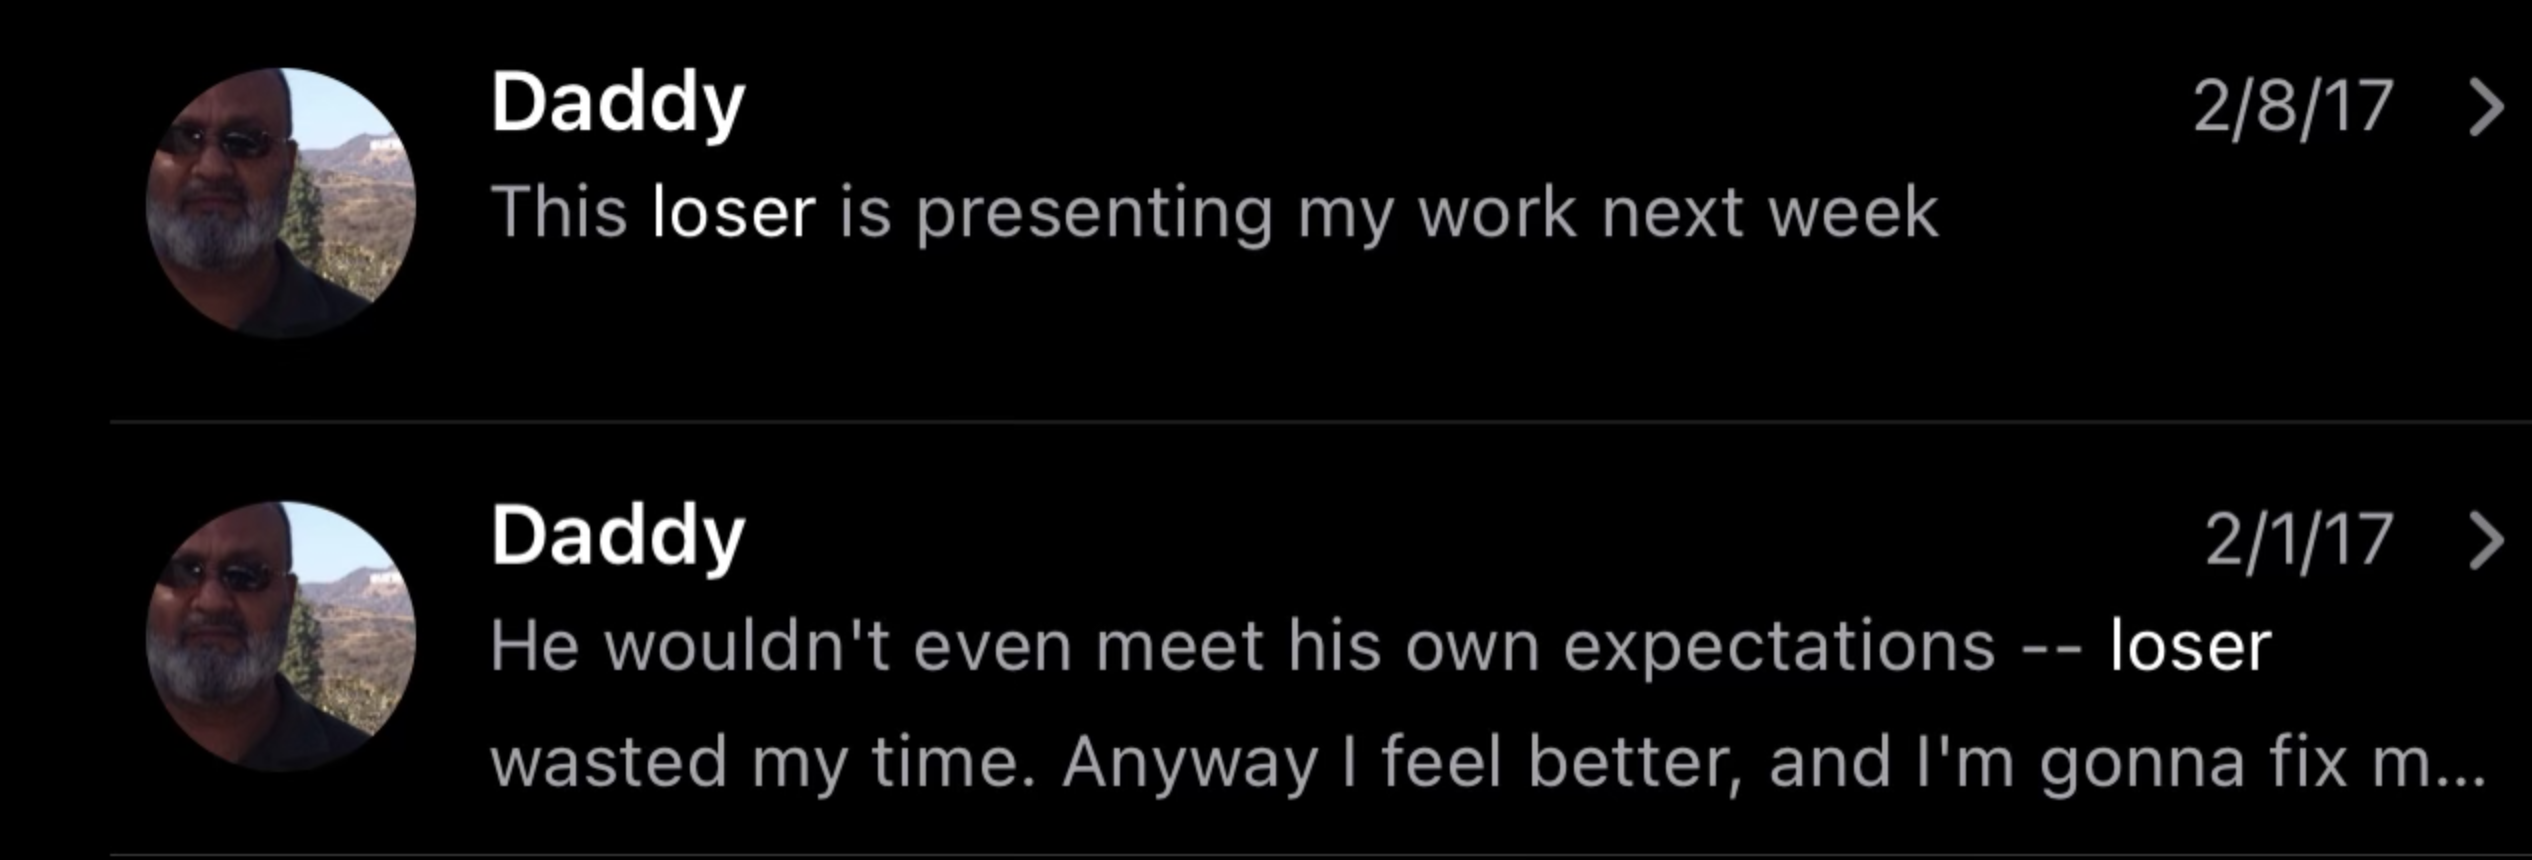 Daddy
2/8/17
This loser is presenting my work next week
Daddy
2/1/17
He wouldn't even meet his own expectations -- loser
wasted my time. Anyway I feel better, and I'm gonna fix m...